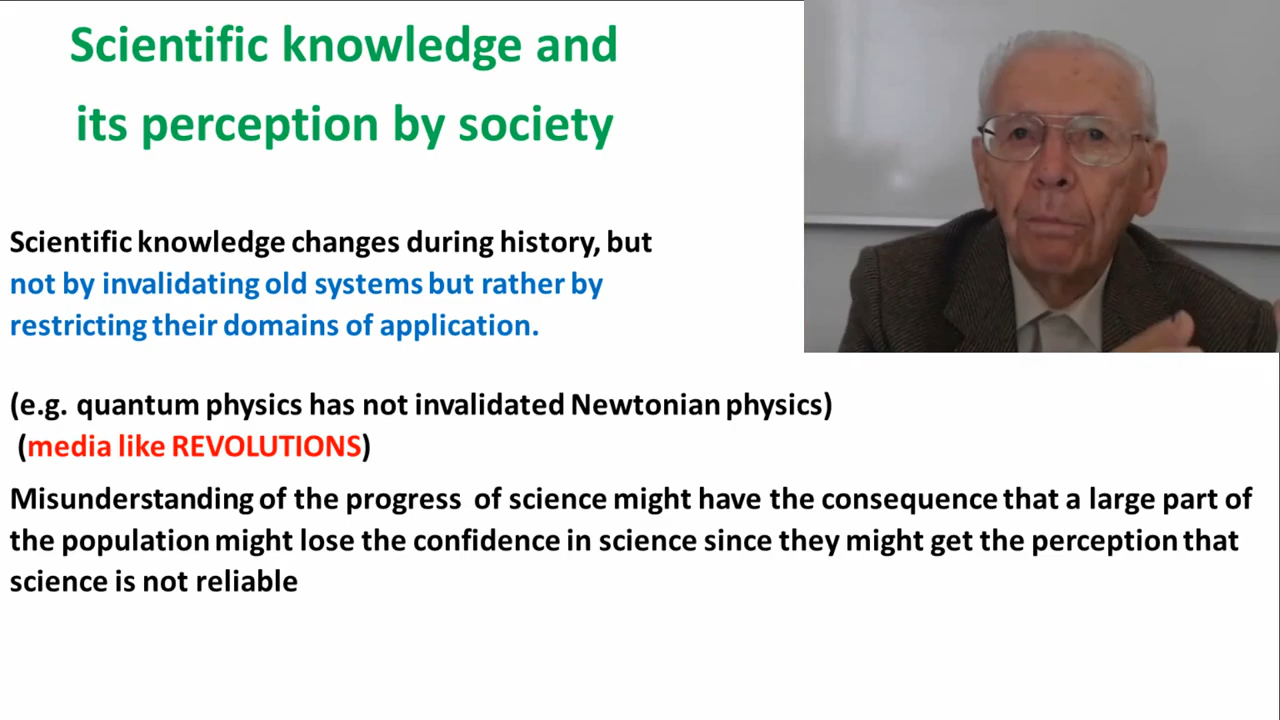 Scientific knowledge and
its perception by society
Scientific knowledge changes during history, but
not by invalidating old systems but rather by
restricting their domains of application.
(e.g. quantum physics has not invalidated Newtonian physics)
(media like REVOLUTIONS)
Misunderstanding of the progress of science might have the consequence that a large part of
the population might lose the confidence in science since they might get the perception that
science is not reliable